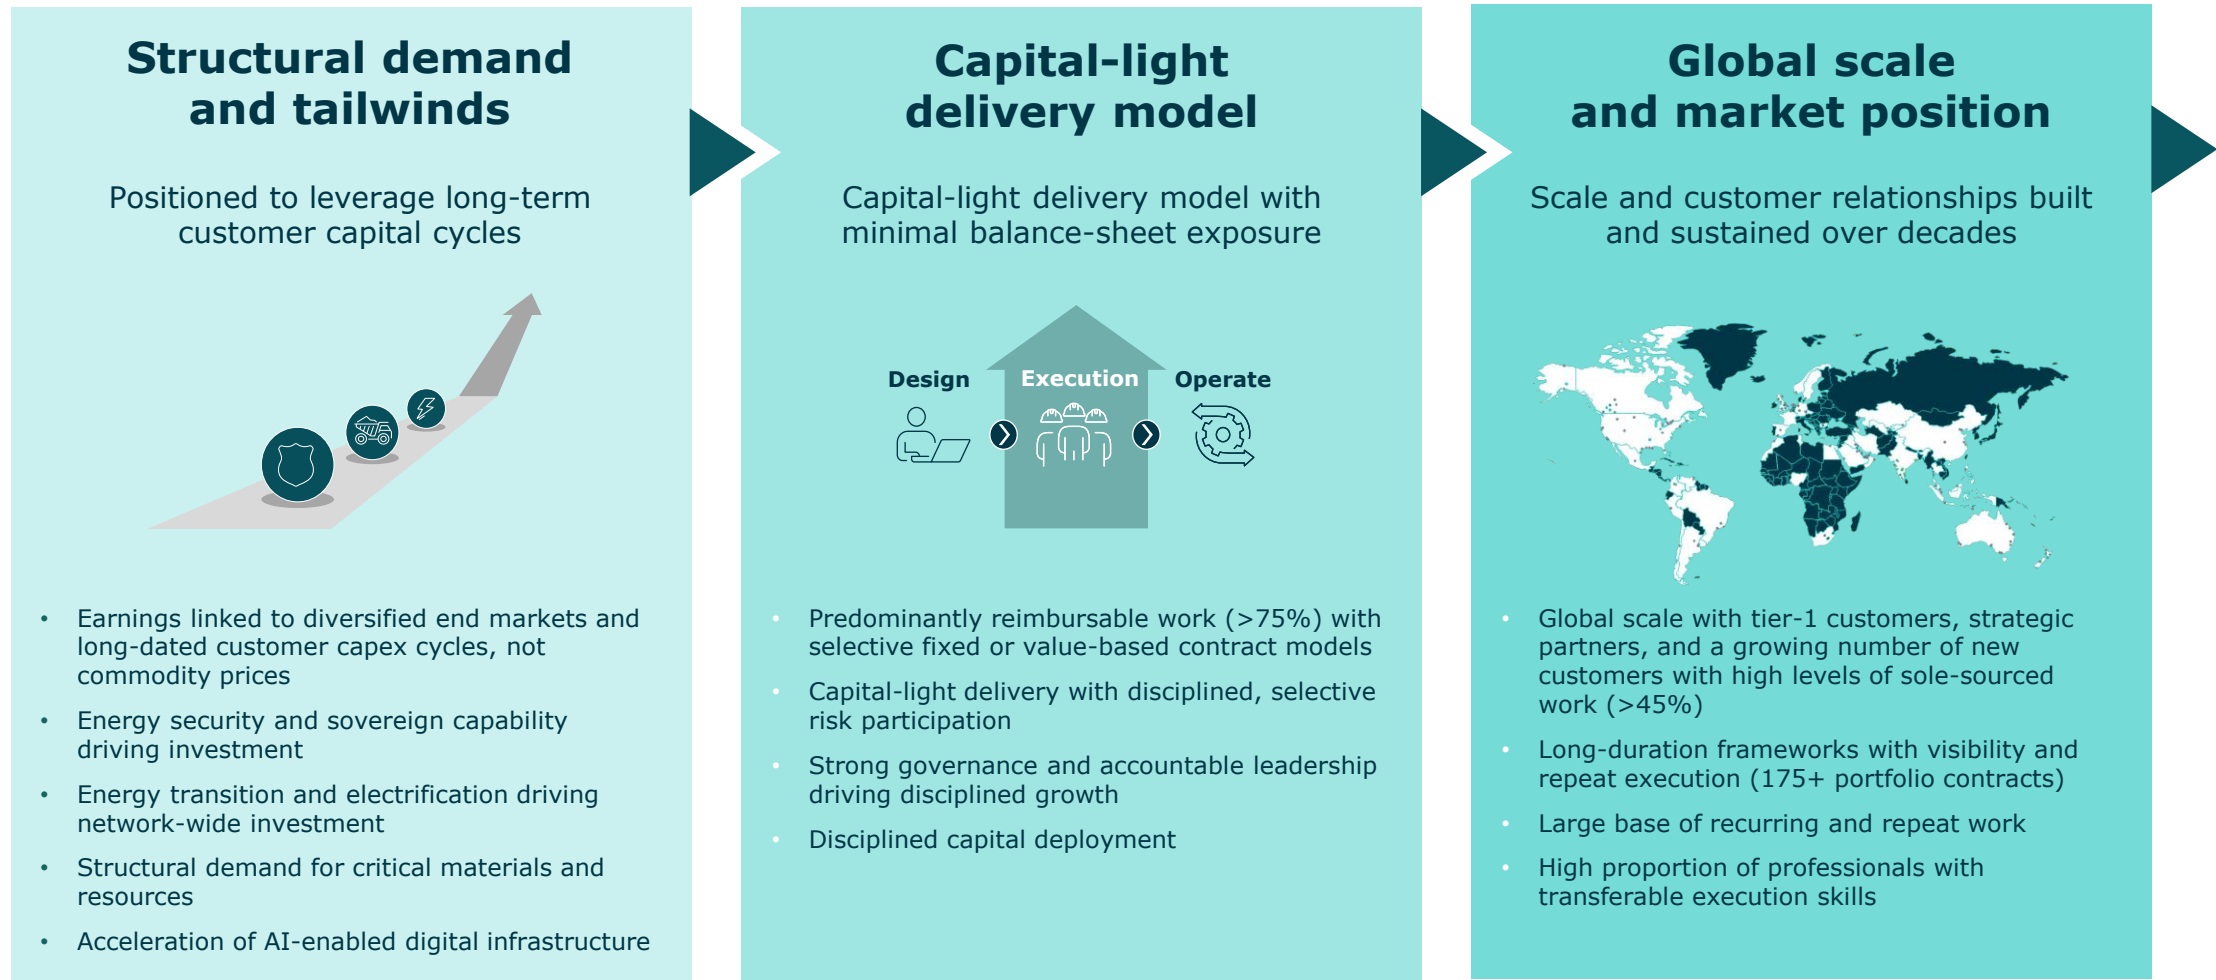 Structural demand
and tailwinds
Positioned to leverage long-term
customer capital cycles
• Earnings linked to diversified end markets and
long-dated customer capex cycles, not
commodity prices
• Energy security and sovereign capability
driving investment
• Energy transition and electrification driving
network-wide investment
• Structural demand for critical materials and
resources
• Acceleration of AI-enabled digital infrastructure
Capital-light
delivery model
Capital-light delivery model with
minimal balance-sheet exposure
Design
Execution
Operate
• Predominantly reimbursable work (>75%) with
selective fixed or value-based contract models
• Capital-light delivery with disciplined, selective
risk participation
• Strong governance and accountable leadership
driving disciplined growth
• Disciplined capital deployment
Global scale
and market position
Scale and customer relationships built
and sustained over decades
• Global scale with tier-1 customers, strategic
partners, and a growing number of new
customers with high levels of sole-sourced
work (>45%)
• Long-duration frameworks with visibility and
repeat execution (175+ portfolio contracts)
• Large base of recurring and repeat work
• High proportion of professionals with
transferable execution skills